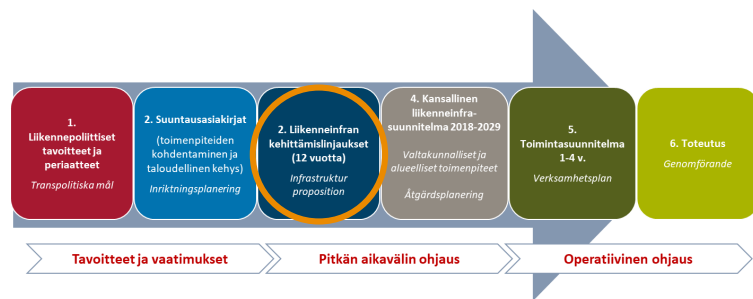 1.
Liikennepoliittiset
tavoitteet ja
periaatteet
Transpolitiska mål
2. Suuntausasiakirjat
(toimenpiteiden
kohdentaminen ja
taloudellinen kehys)
Inriktningsplanering
2. Liikenneinfran
kehittämislinjaukset
(12 vuotta)
Infrastruktur
proposition
4. Kansallinen
liikenneinfra-
suunnitelma 2018-2029
Valtakunnalliset ja
alueelliset toimenpiteet
Åtgärdsplanering
5.
Toimintasuunnitelma
1-4 v.
Verksamhetsplan
6. Toteutus
Genomförande
Tavoitteet ja vaatimukset
Pitkän aikavälin ohjaus
Operatiivinen ohjaus